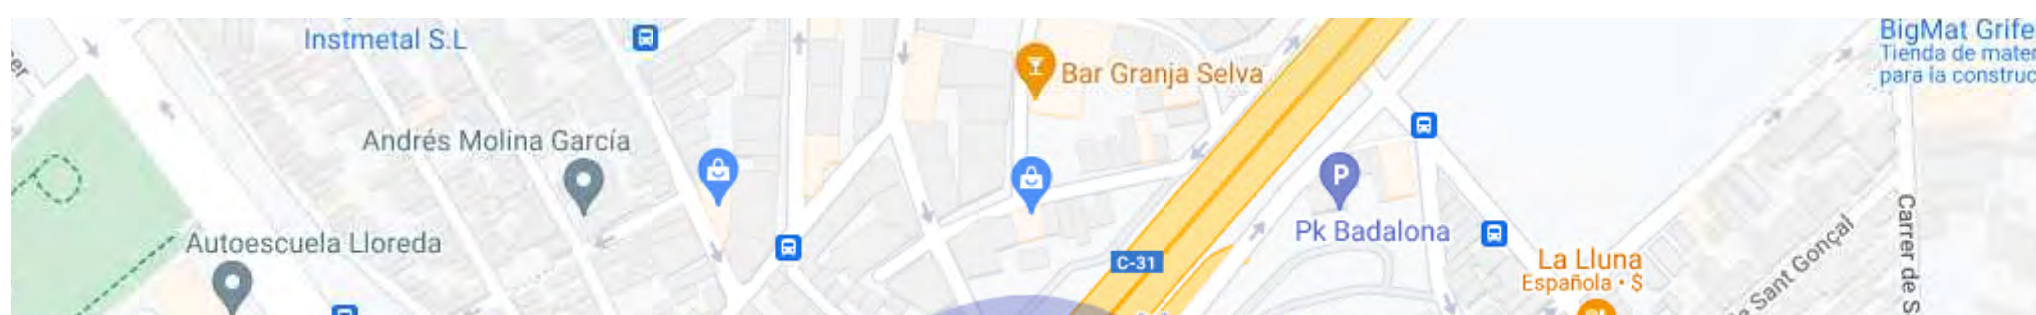 Instmetal S.L
Bar Granja Selva
BigMat Grife
Tienda de mater
para la construc
er
Andrés Molina García
P
Autoescuela Lloreda
Pk Badalona
C-31
La Lluna
Española • $
Sant Gonçal
Carrer de S